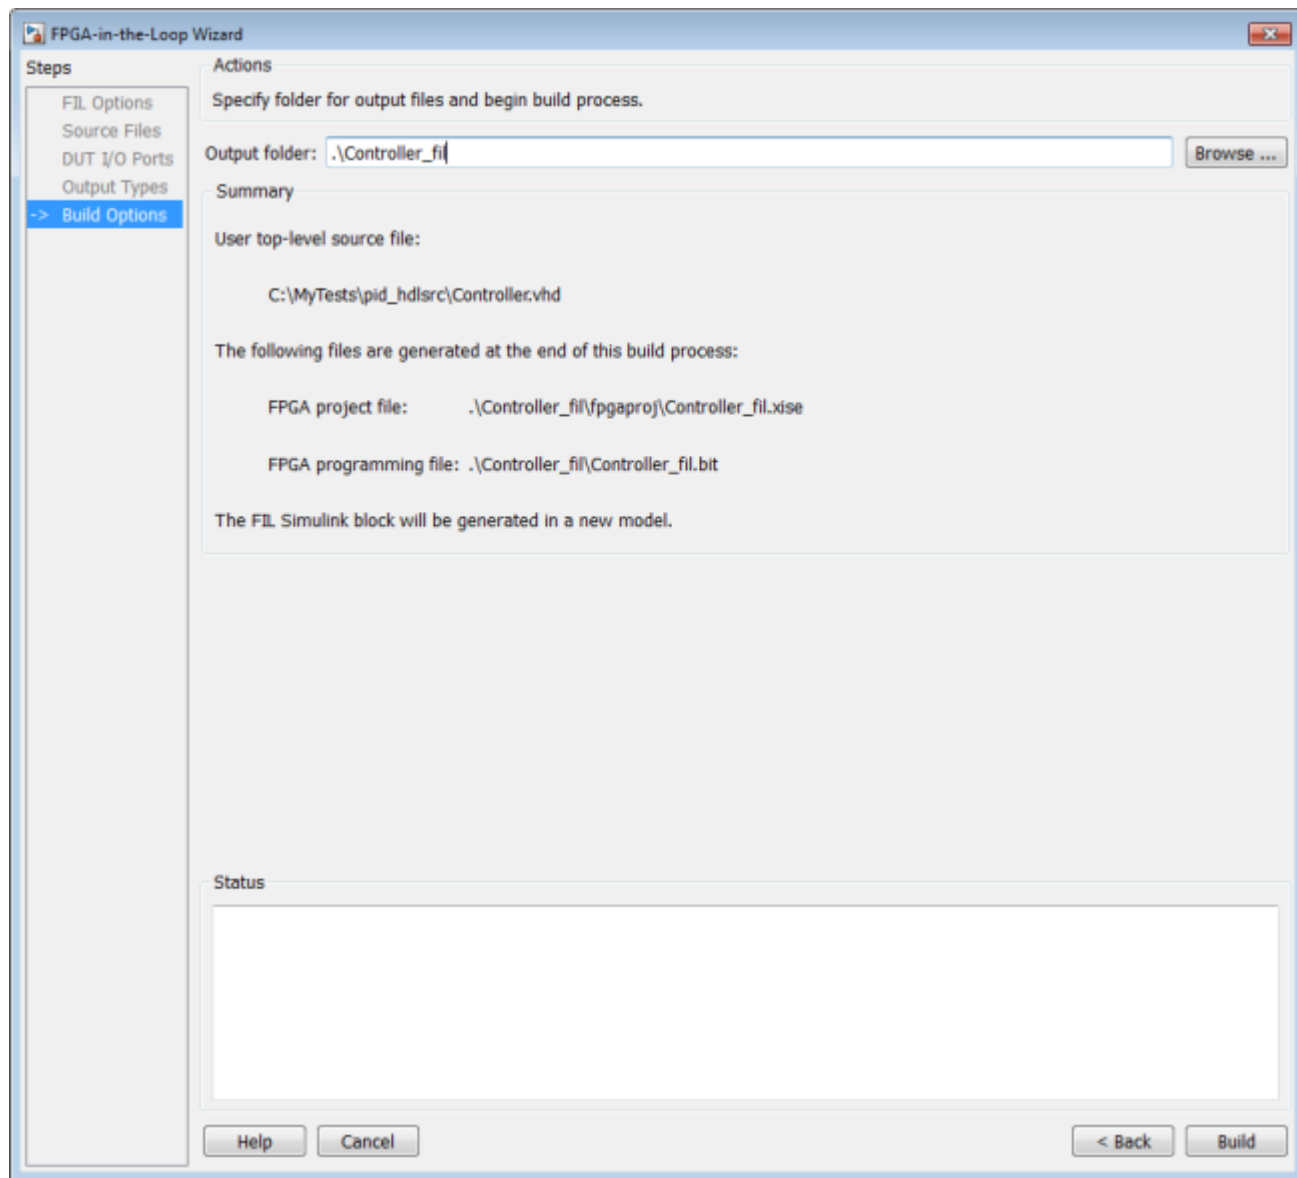 FPGA-in-the-Loop Wizard
Steps
FIL Options
Source Files
DUT I/O Ports
Output Types
-> Build Options
Actions
Specify folder for output files and begin build process.
Output folder: .\Controller_fil Browse ...
Summary
User top-level source file:
C:\MyTests\pid_hdlsrc\Controller.vhd
The following files are generated at the end of this build process:
FPGA project file: .\Controller_fil\fpgaproj\Controller_fil.xise
FPGA programming file: .\Controller_fil\Controller_fil.bit
The FIL Simulink block will be generated in a new model.
Status
Help Cancel < Back Build